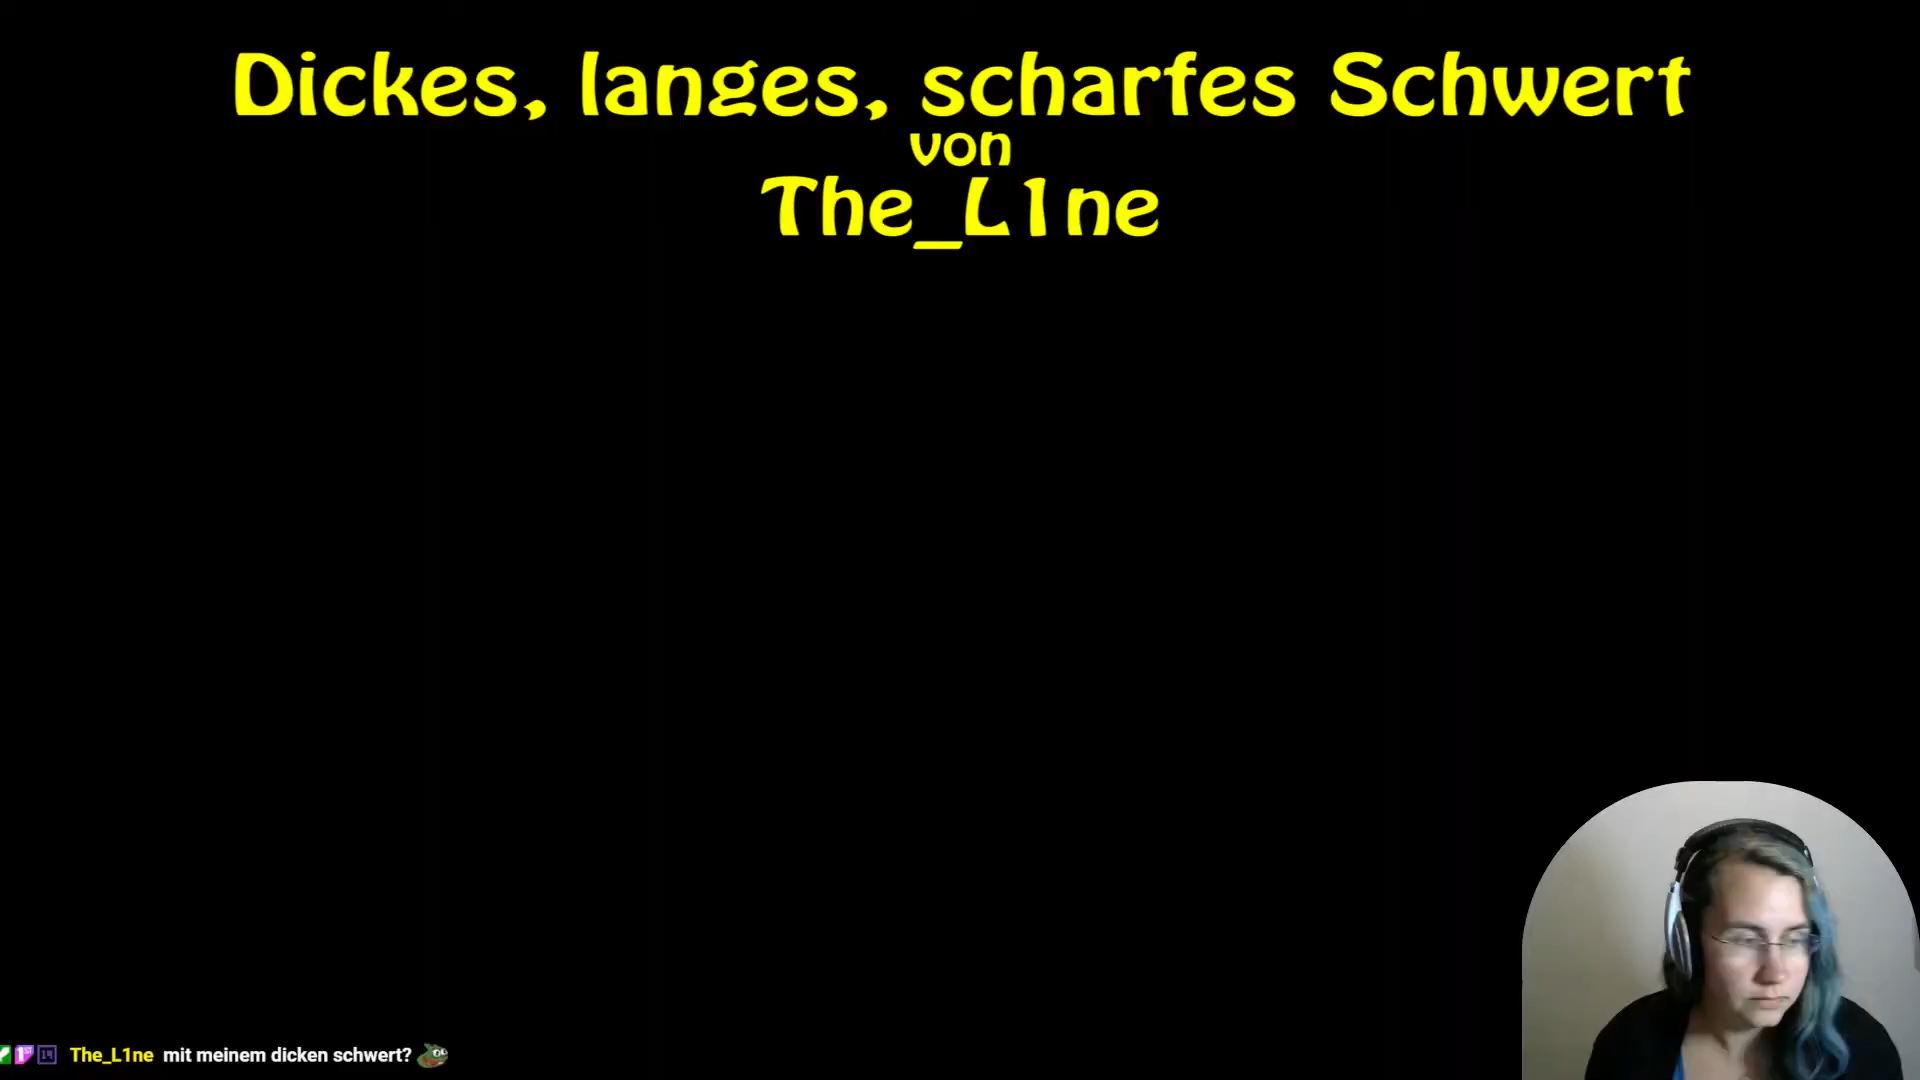 Dickes, langes, scharfes Schwert
von
The_L1ne
The_L1ne mit meinem dicken schwert?